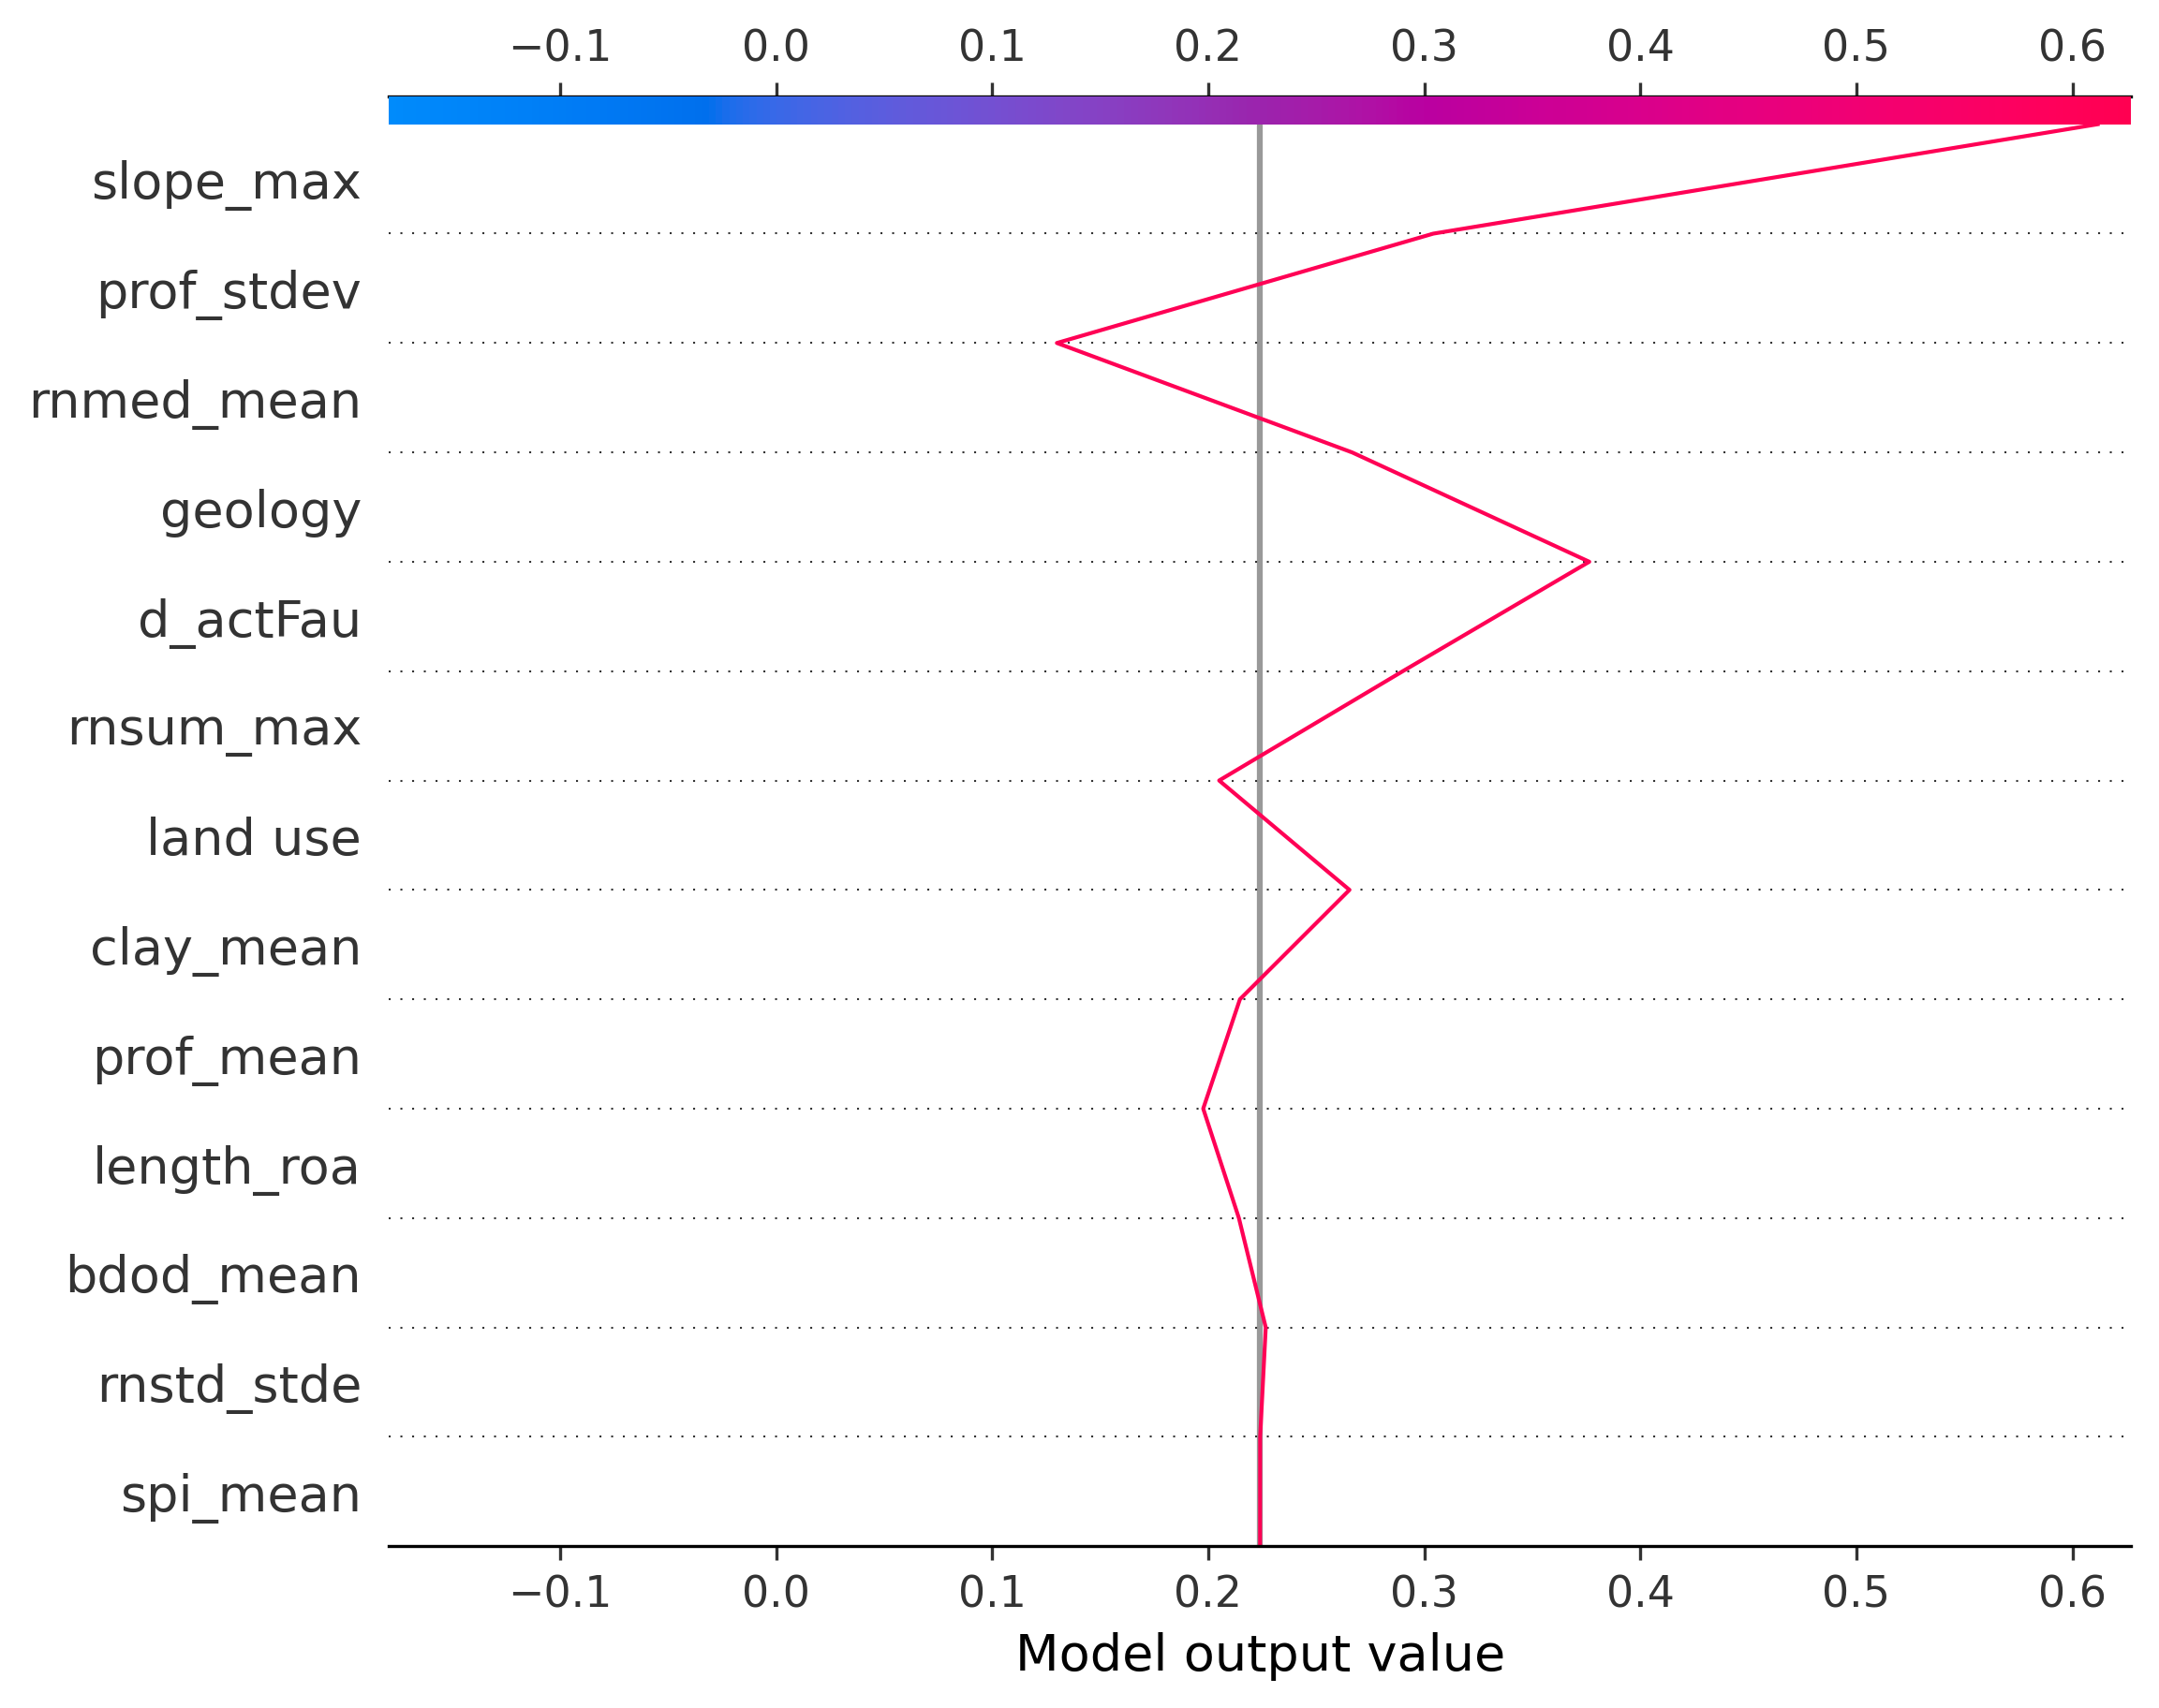 −0.1 0.0 0.1 0.2 0.3 0.4 0.5 0.6
slope_max
prof_stdev
rnmed_mean
geology
d_actFau
rnsum_max
land use
clay_mean
prof_mean
length_roa
bdod_mean
rnstd_stde
spi_mean
−0.1 0.0 0.1 0.2 0.3 0.4 0.5 0.6
Model output value